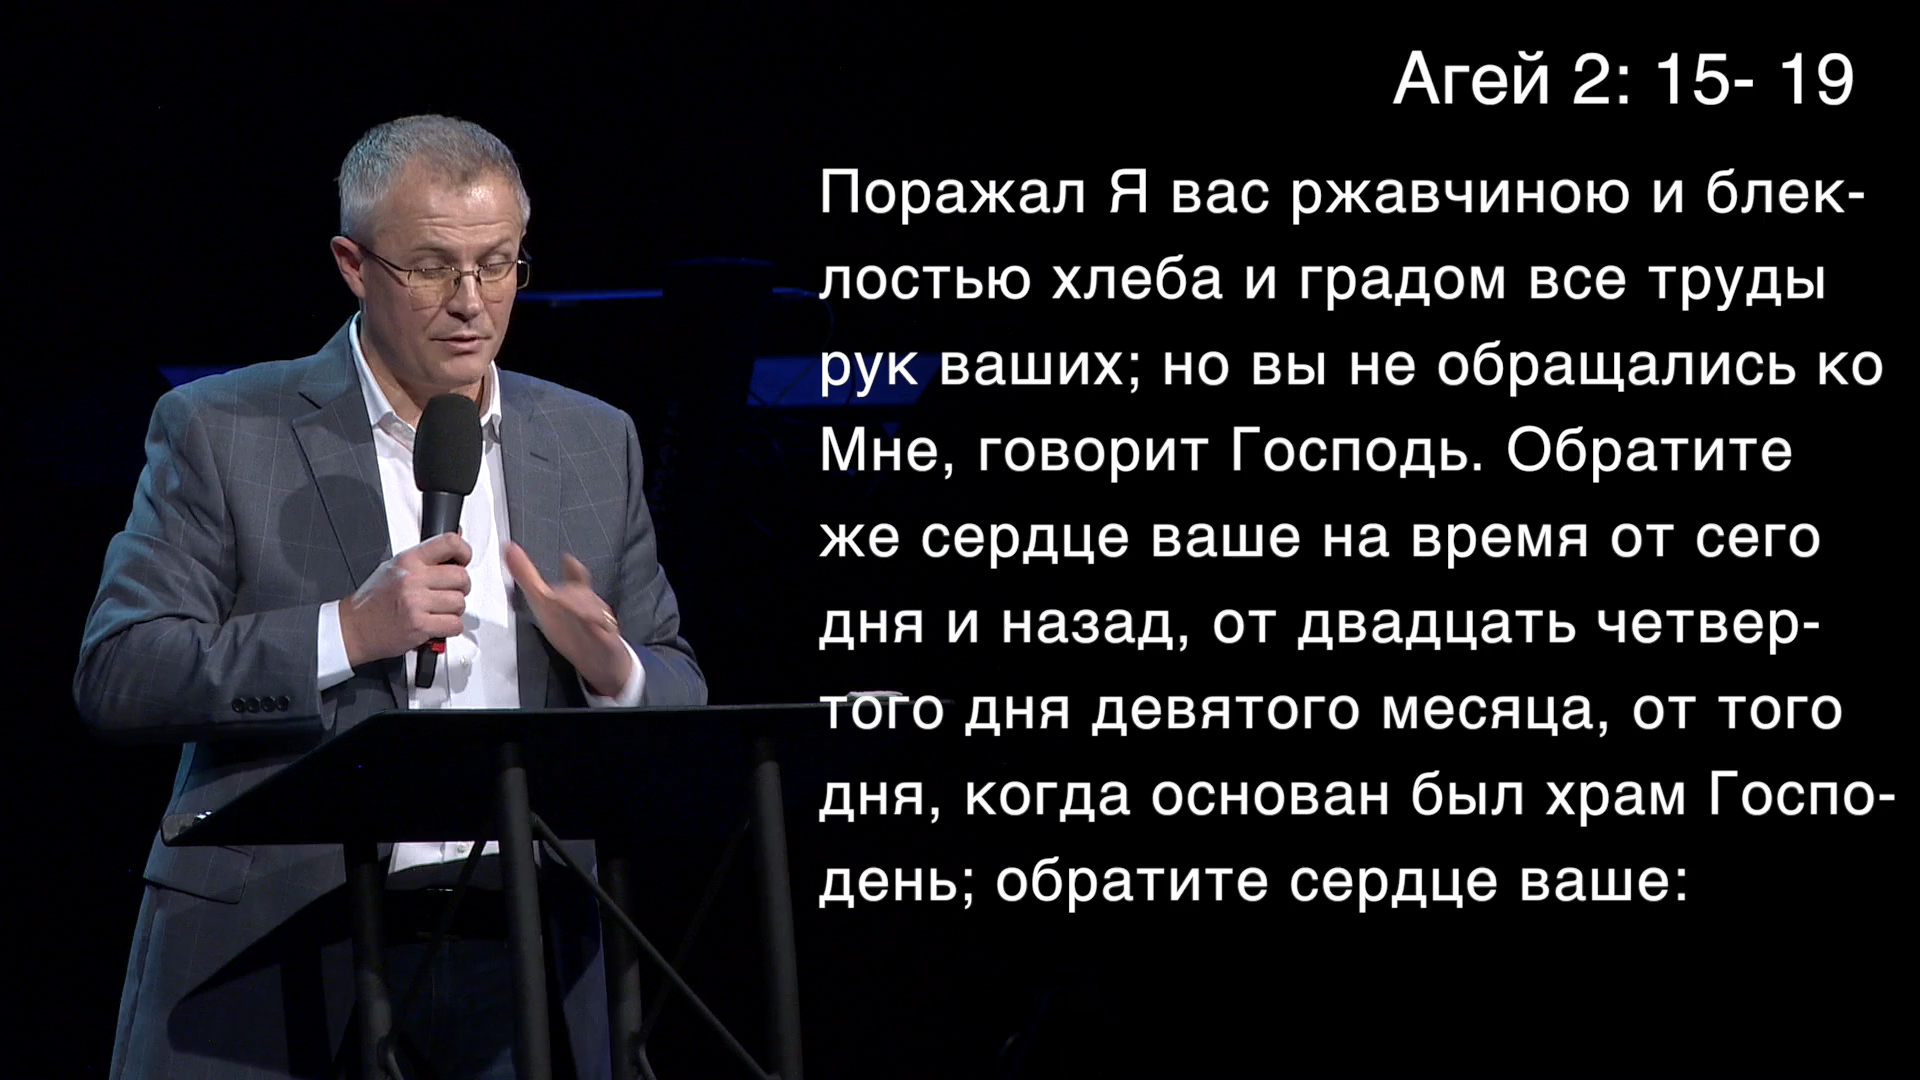 Агей 2: 15- 19
Поражал Я вас ржавчиною и блек-
лостью хлеба и градом все труды
рук ваших; но вы не обращались ко
Мне, говорит Господь. Обратите
же сердце ваше на время от сего
дня и назад, от двадцать четвер-
того дня девятого месяца, от того
дня, когда основан был храм Госпо-
день; обратите сердце ваше: